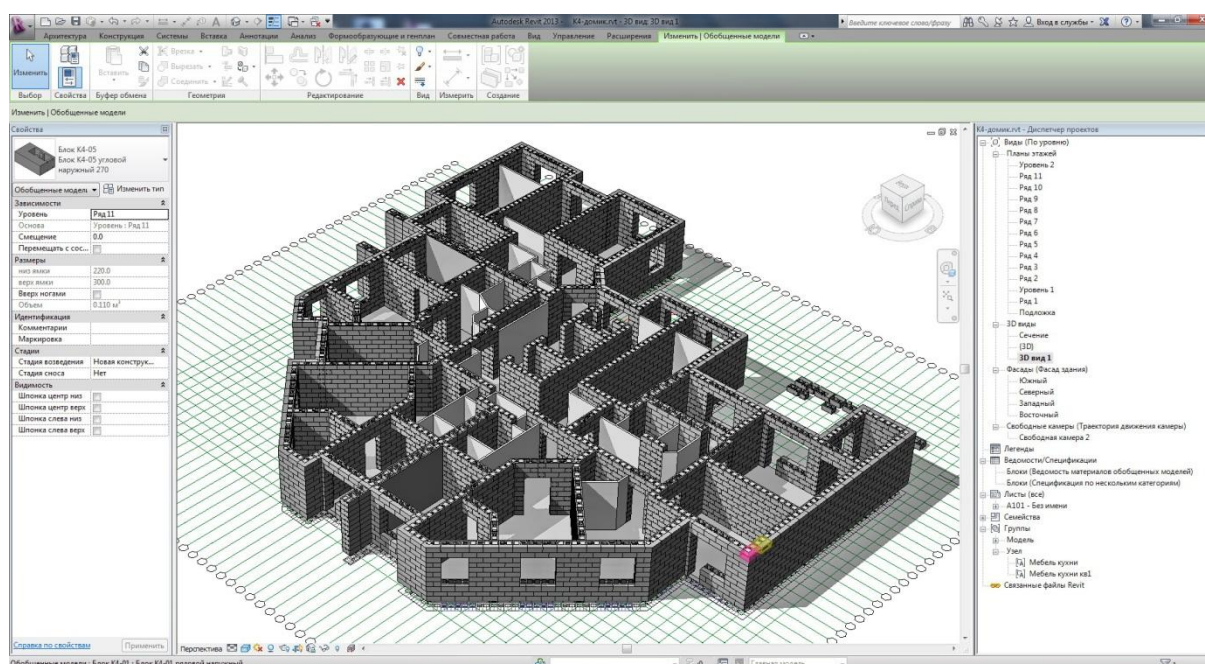 Autodesk Revit 2013 - К4-домик.rvt - 3D вид: 3D вид 1
Введите ключевое слово/фразу
Вход в службы
Архитектура Конструкция Системы Вставка Аннотации Анализ Формообразующие и генплан Совместная работа Вид Управление Расширения Изменить | Обобщенные модели
Изменить
Вставить
Врезка
Вырезать
Соединить
Выбор Свойства Буфер обмена Геометрия Редактирование Вид Измерить Создание
Изменить | Обобщенные модели
Свойства
Блок К4-05
Блок К4-05 угловой
наружный 270
Обобщенные модел Изменить тип
Зависимости
Уровень Ряд 11
Основа Уровень : Ряд 11
Смещение 0.0
Перемещать с сос...
Размеры
низ ямки 220.0
верх ямки 300.0
Вверх ногами
Объем 0.110 м³
Идентификация
Комментарии
Маркировка
Стадии
Стадия возведения Новая конструк...
Стадия сноса Нет
Видимость
Шпонка центр низ
Шпонка центр верх
Шпонка слева низ
Шпонка слева верх
Справка по свойствам Применить
Перспектива
К4-домик.rvt - Диспетчер проектов
Виды (По уровню)
Планы этажей
Уровень 2
Ряд 11
Ряд 10
Ряд 9
Ряд 8
Ряд 7
Ряд 6
Ряд 5
Ряд 4
Ряд 3
Ряд 2
Уровень 1
Ряд 1
Подложка
3D виды
Сечение
{3D}
3D вид 1
Фасады (Фасад здания)
Южный
Северный
Западный
Восточный
Свободные камеры (Траектория движения камеры)
Свободная камера 2
Легенды
Ведомости/Спецификации
Блоки (Ведомость материалов обобщенных моделей)
Блоки (Спецификация по нескольким категориям)
Листы (все)
A101 - Без имени
Семейства
Группы
Модель
Узел
Мебель кухни
Мебель кухни кв1
Связанные файлы Revit
Обобщенные модели : Блок К4-01 : Блок К4-01 рядовой наружный
Главная модель